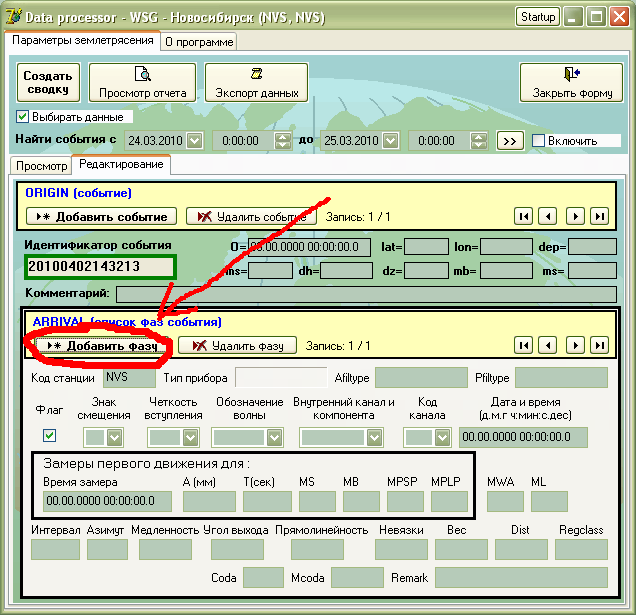 Data processor - WSG - Новосибирск (NVS, NVS) Startup
Параметры землетрясения О программе
Создать сводку Просмотр отчета Экспорт данных Закрыть форму
Выбирать данные
Найти события с 24.03.2010 0:00:00 до 25.03.2010 0:00:00 >> Включить
Просмотр Редактирование
ORIGIN (событие)
Добавить событие Удалить событие Запись: 1 / 1
Идентификатор события O= 00.00.0000 00:00:00.0 lat= lon= dep=
20100402143213 ms= dh= dz= mb= ms=
Комментарий:
ARRIVAL (список фаз события)
Добавить фазу Удалить фазу Запись: 1 / 1
Код станции NVS Тип прибора Afiltype Pfiltype
Флаг Знак смещения Четкость вступления Обозначение волны Внутренний канал и компонента Код канала Дата и время (д.м.г ч:мин:с.дес)
00.00.0000 00:00:00.0
Замеры первого движения для :
Время замера A (мм) T(сек) MS MB MPSP MPLP MWA ML
00.00.0000 00:00:00.0
Интервал Азимут Медленность Угол выхода Прямолинейность Невязки Вес Dist Regclass
Coda Mcoda Remark